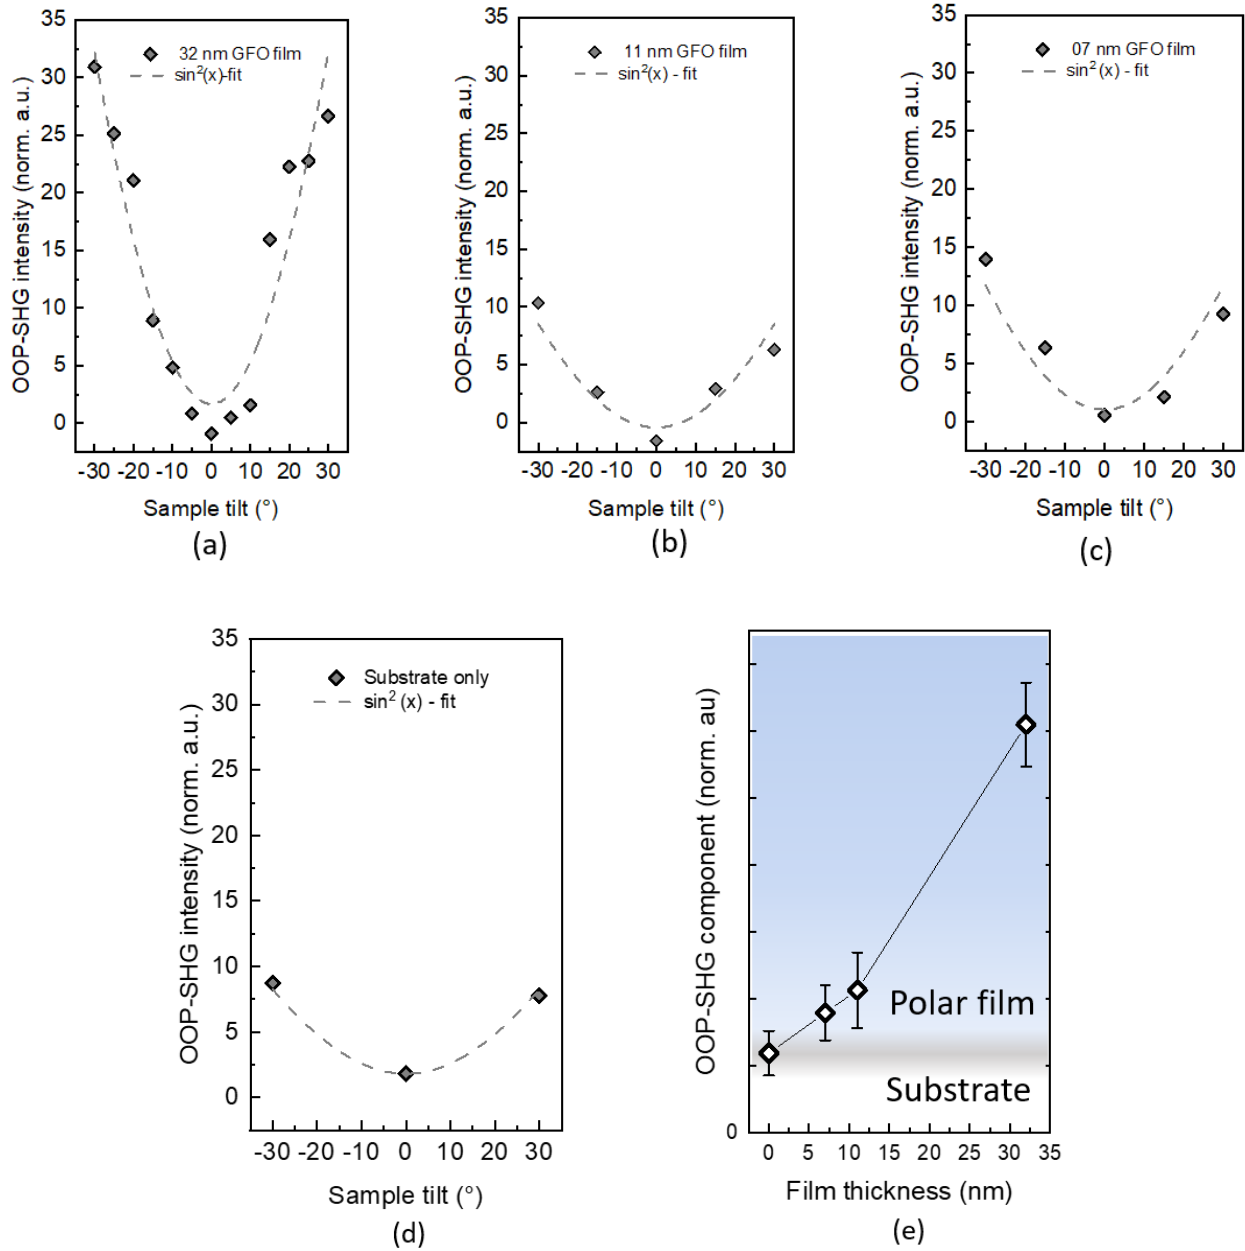 35
30
25
20
15
10
5
0
OOP-SHG intensity (norm. a.u.)
32 nm GFO film
sin²(x)-fit
-30 -20 -10 0 10 20 30
Sample tilt (°)
(a)
35
30
25
20
15
10
5
0
OOP-SHG intensity (norm. a.u.)
11 nm GFO film
sin²(x) - fit
-30 -20 -10 0 10 20 30
Sample tilt (°)
(b)
35
30
25
20
15
10
5
0
OOP-SHG intensity (norm. a.u.)
07 nm GFO film
sin² (x) - fit
-30 -20 -10 0 10 20 30
Sample tilt (°)
(c)
35
30
25
20
15
10
5
0
OOP-SHG intensity (norm. a.u.)
Substrate only
sin² (x) - fit
-30 -20 -10 0 10 20 30
Sample tilt (°)
(d)
OOP-SHG component (norm. au)
Polar film
Substrate
0
0 5 10 15 20 25 30 35
Film thickness (nm)
(e)